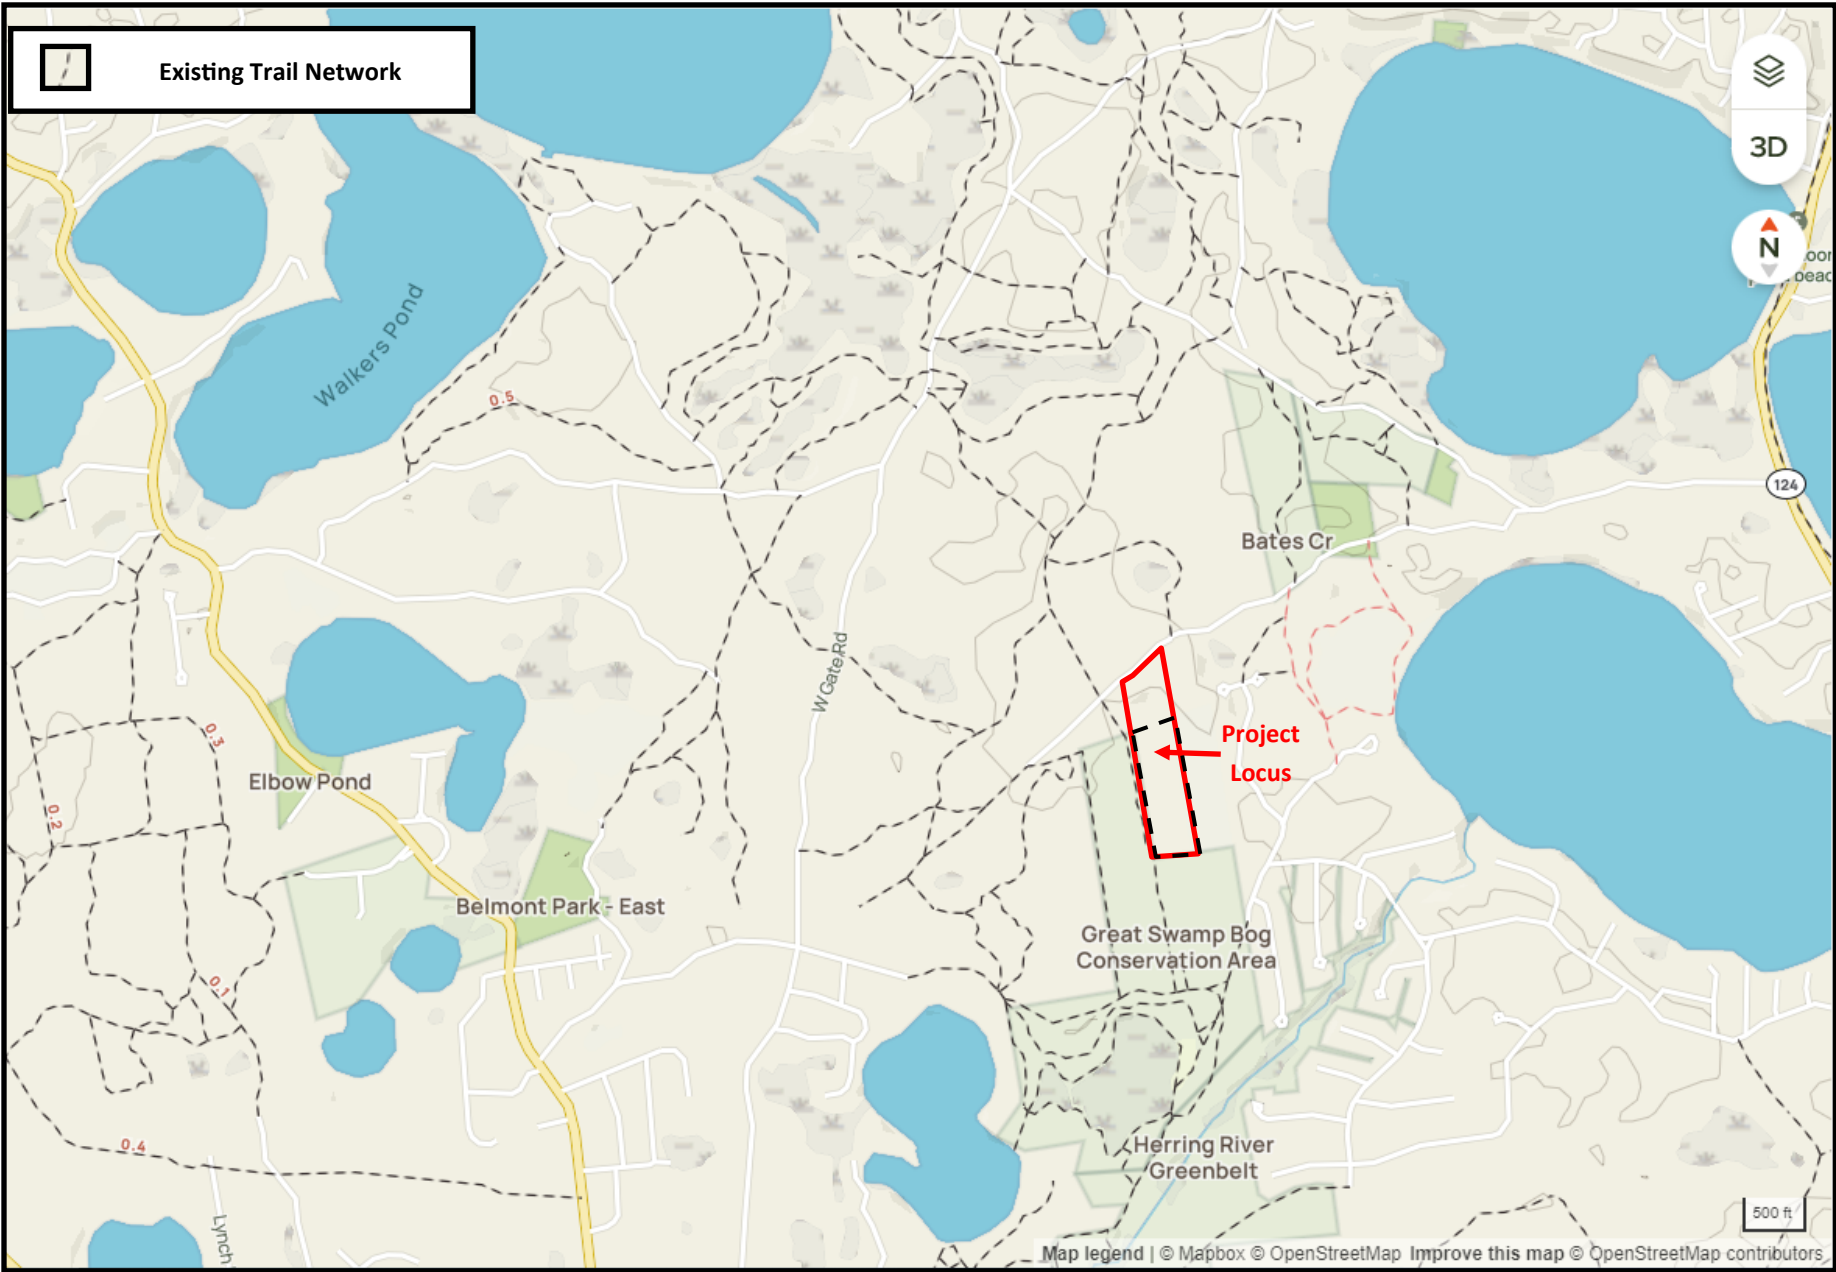 Existing Trail Network
3D
N
Walkers Pond
0.5
124
Bates Cr
W Gate Rd
Project
Locus
0.3
Elbow Pond
0.2
Belmont Park - East
Great Swamp Bog
Conservation Area
0.1
Herring River
Greenbelt
0.4
Lynch
500 ft
Map legend | © Mapbox © OpenStreetMap Improve this map © OpenStreetMap contributors